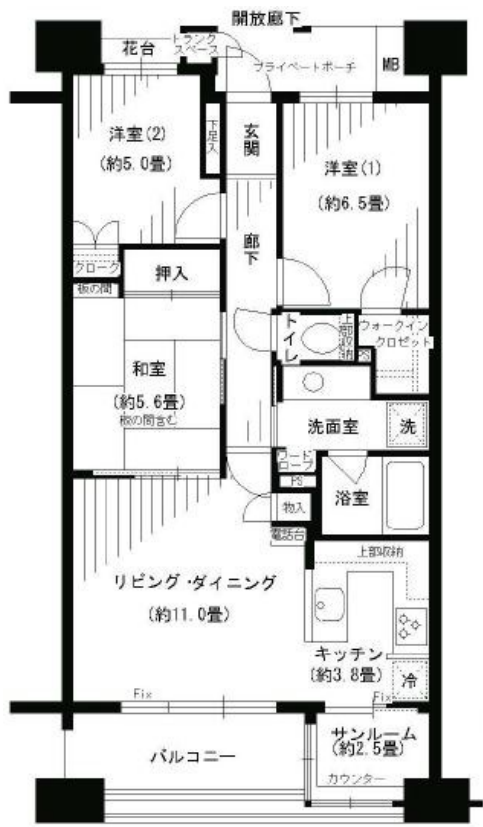 開放廊下
花台
トランク
スペース
プライベートポーチ
MB
洋室(2)
(約5.0畳)
下足入
玄関
洋室(1)
(約6.5畳)
廊下
クローク
押入
板の間
和室
(約5.6畳)
板の間含む
トイレ
上部収納
ウォークイン
クロゼット
PS
洗面室
洗
リードロープ
PS
浴室
物入
電話台
上部収納
リビング・ダイニング
(約11.0畳)
キッチン
(約3.8畳)
冷
Fix
Fix
バルコニー
サンルーム
(約2.5畳)
カウンター